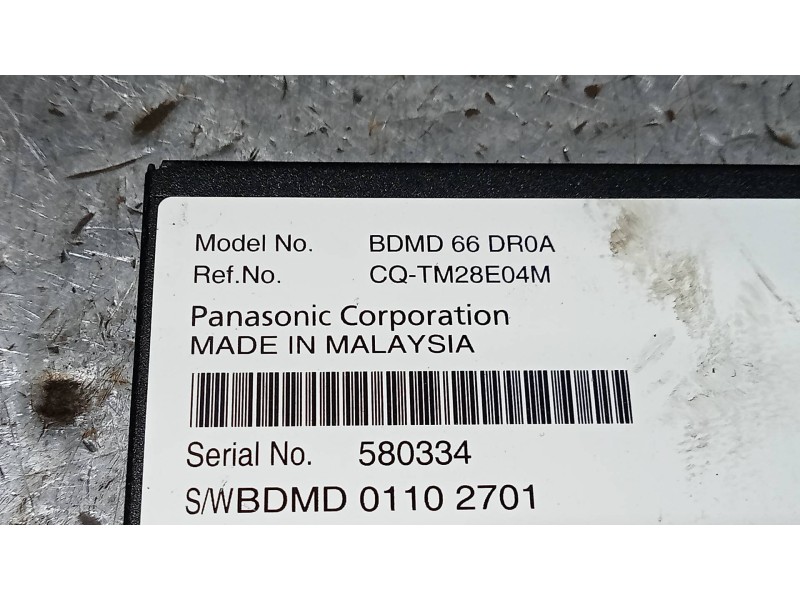 Model No. BDMD 66 DR0A
Ref.No. CQ-TM28E04M
Panasonic Corporation
MADE IN MALAYSIA
Serial No. 580334
S/WBDMD 0110 2701